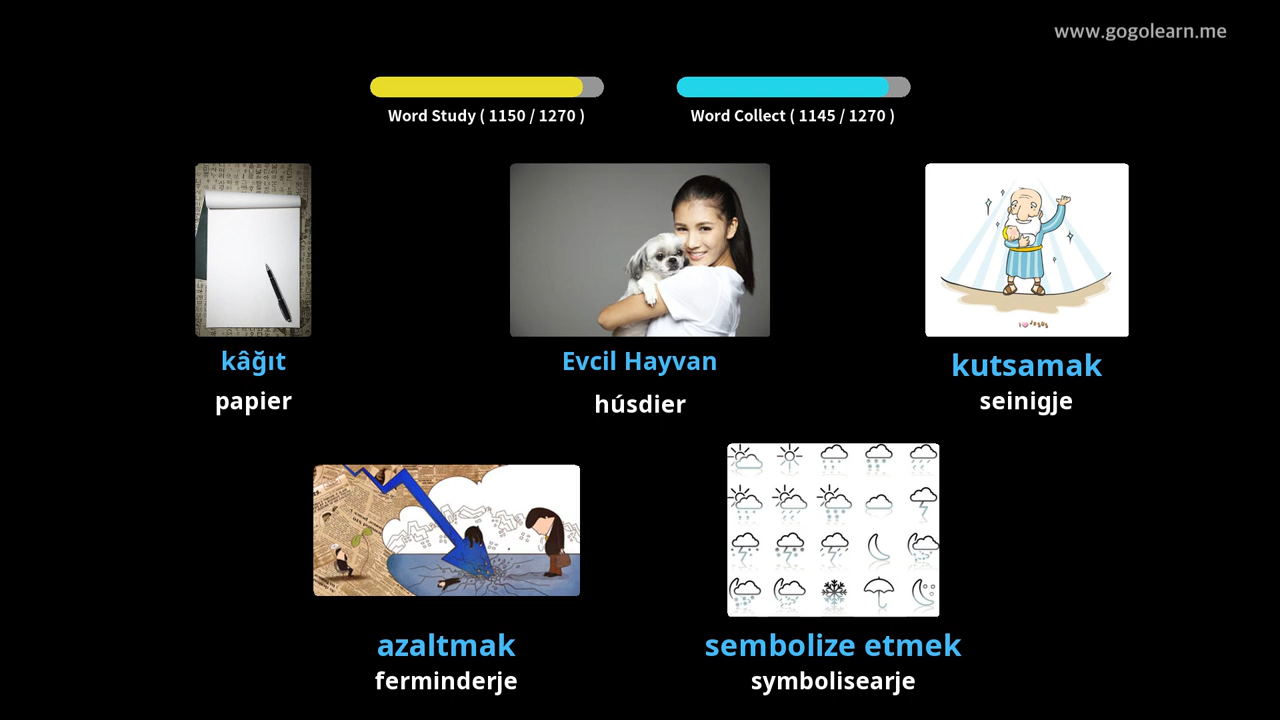 www.gogolearn.me
Word Study ( 1150 / 1270 )
Word Collect ( 1145 / 1270 )
kâğıt
papier
Evcil Hayvan
húsdier
I ❤ JESUS
kutsamak
seinigje
azaltmak
ferminderje
sembolize etmek
symbolisearje